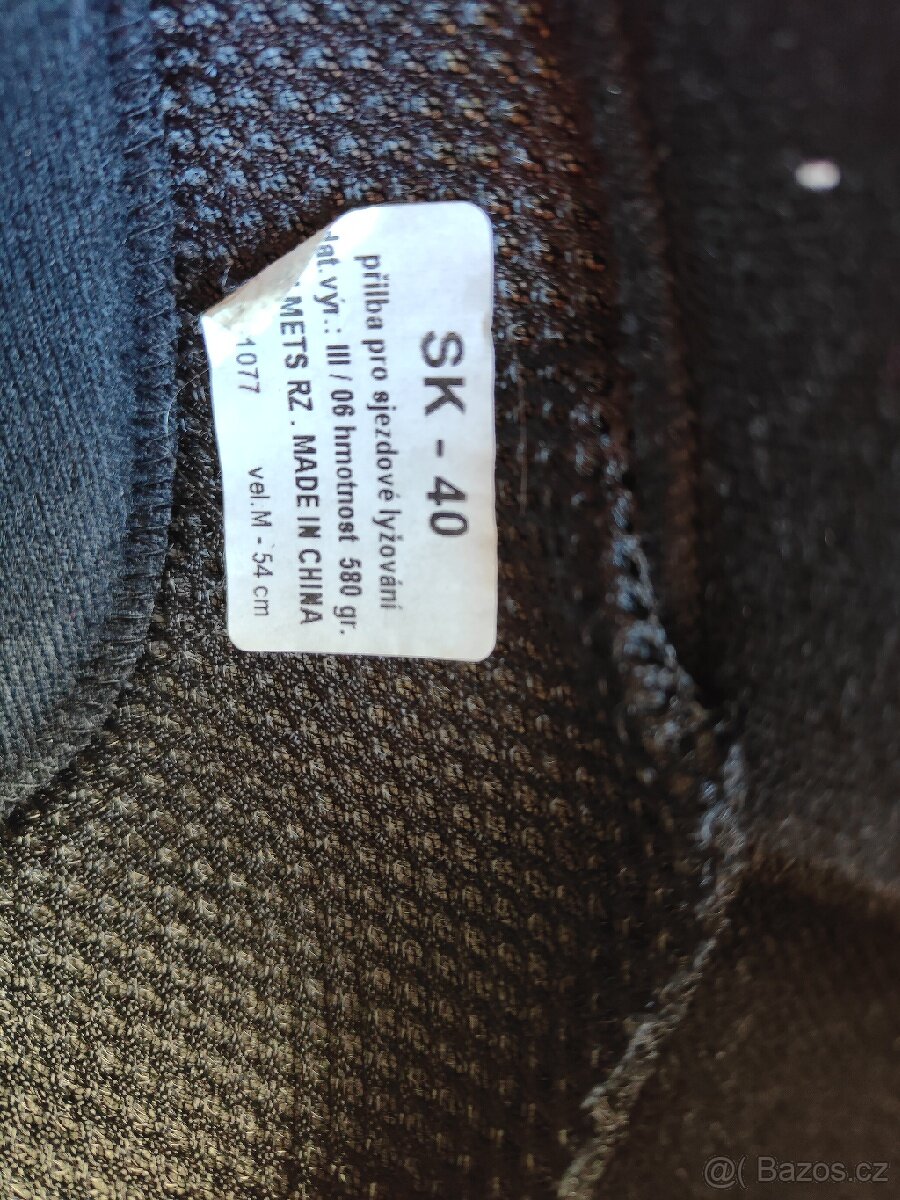 SK - 40
přilba pro sjezdové lyžování
dat.výr.: III / 06 hmotnost 580 gr.
METS RZ . MADE IN CHINA
1077 vel.M - 54 cm
@( Bazos.cz